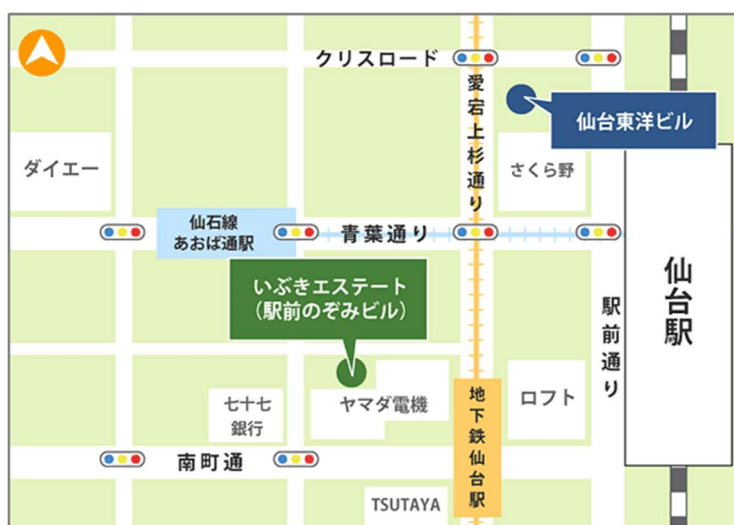 クリスロード
愛宕上杉通り
仙台東洋ビル
ダイエー
さくら野
仙石線
あおば通駅
青葉通り
仙台駅
いぶきエステート
（駅前のぞみビル）
駅前通り
七十七
銀行
ヤマダ電機
地下鉄仙台駅
ロフト
南町通
TSUTAYA